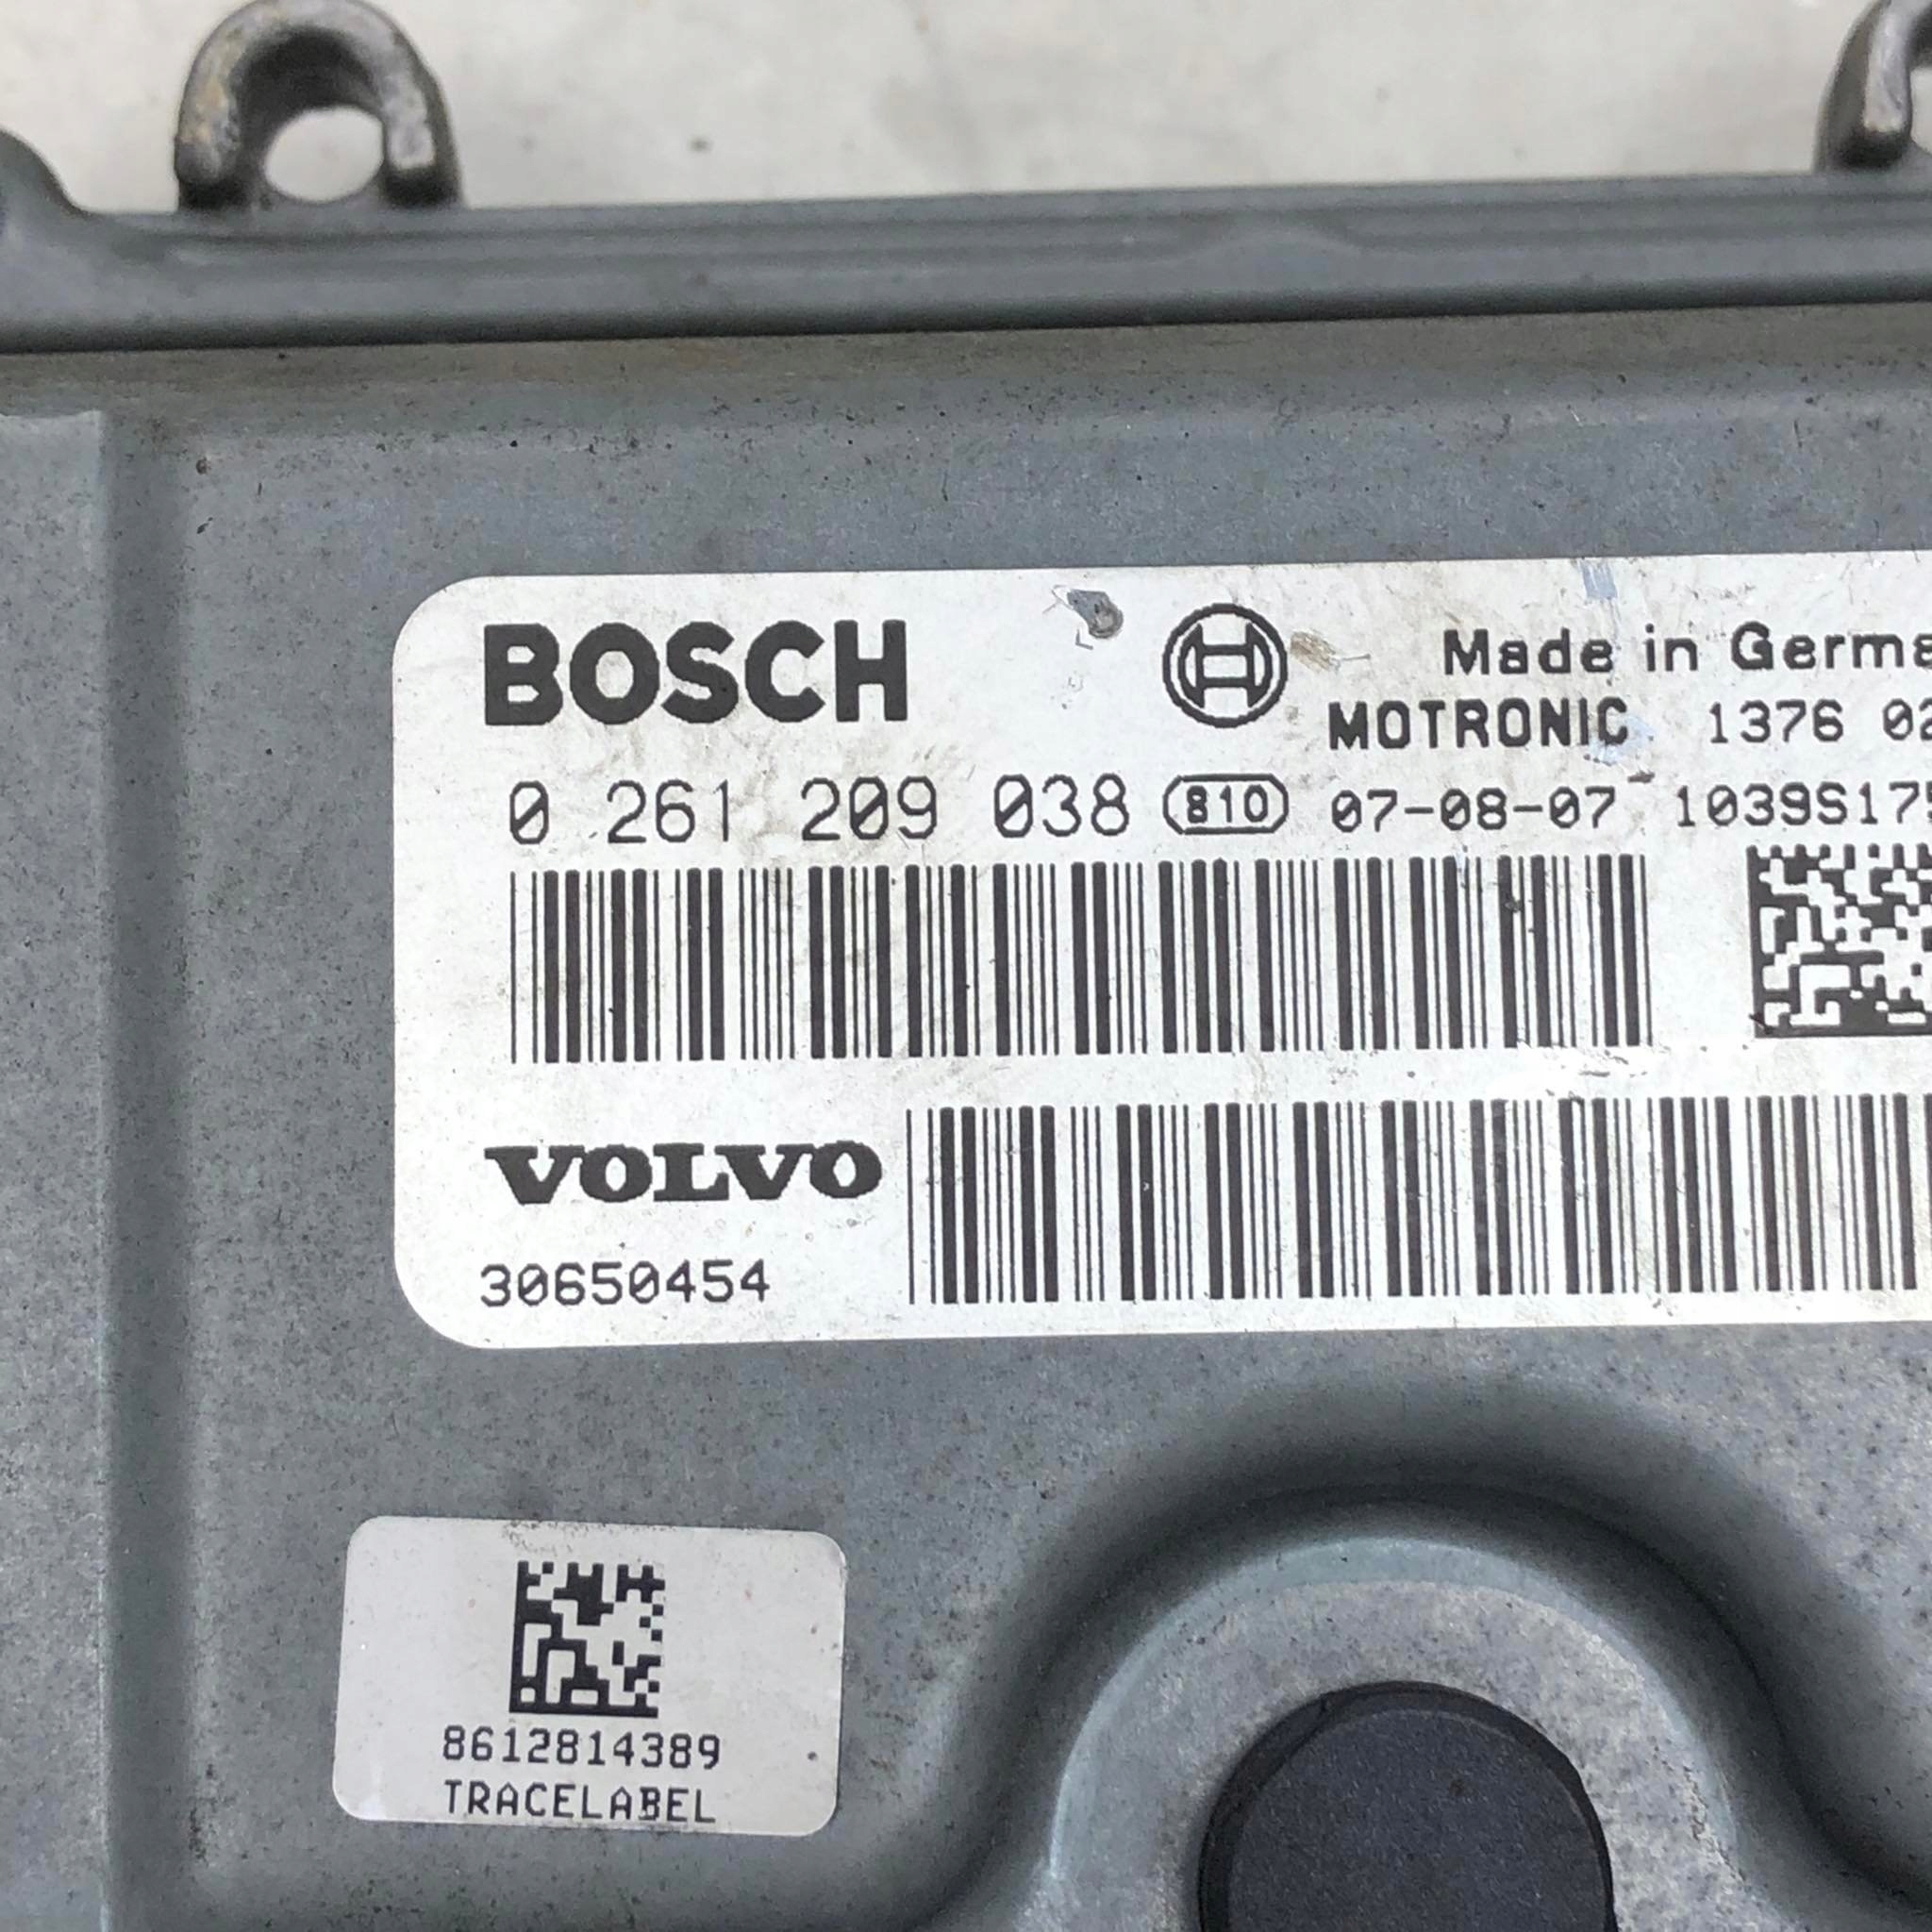 BOSCH Made in Germa
MOTRONIC 1376 02
0 261 209 038 810 07-08-07 1039S175
VOLVO
30650454
8612814389
TRACELABEL